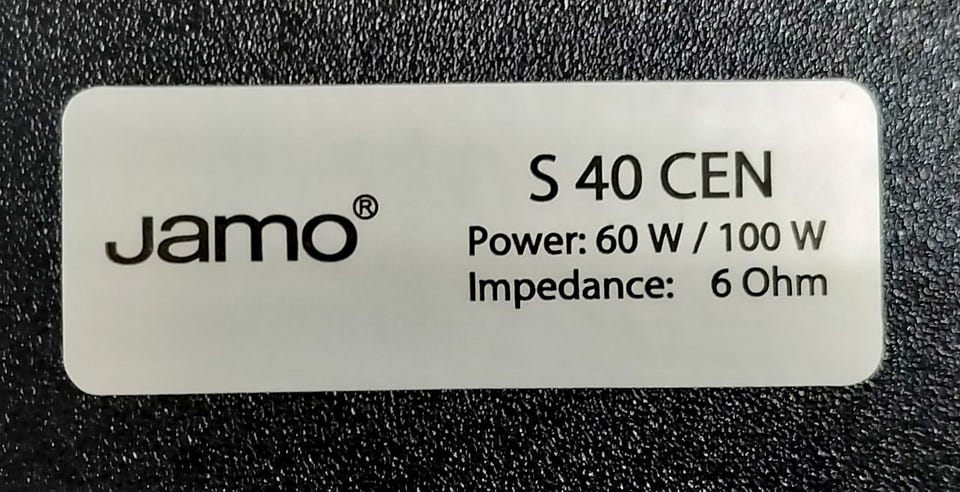 Jamo®
S 40 CEN
Power: 60 W / 100 W
Impedance: 6 Ohm